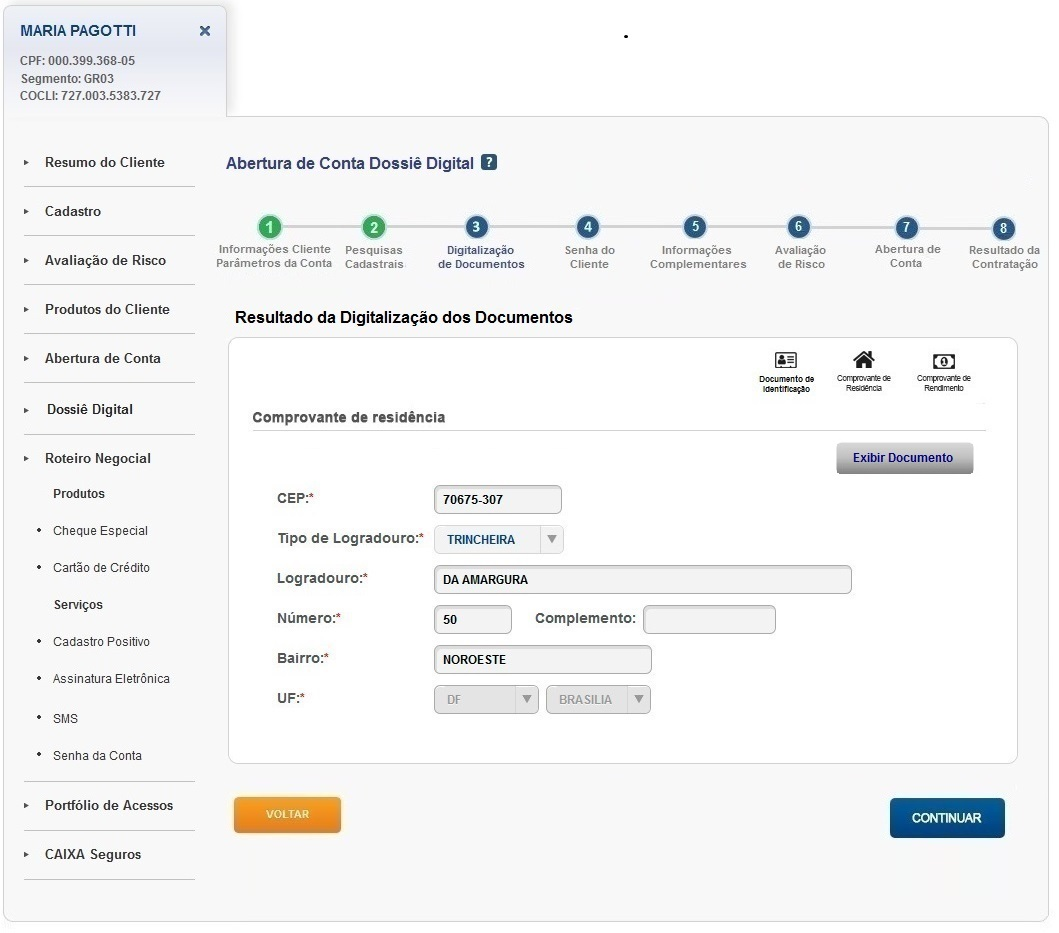 MARIA PAGOTTI
CPF: 000.399.368-05
Segmento: GR03
COCLI: 727.003.5383.727
Resumo do Cliente
Cadastro
Avaliação de Risco
Produtos do Cliente
Abertura de Conta
Dossiê Digital
Roteiro Negocial
Produtos
Cheque Especial
Cartão de Crédito
Serviços
Cadastro Positivo
Assinatura Eletrônica
SMS
Senha da Conta
Portfólio de Acessos
CAIXA Seguros
Abertura de Conta Dossiê Digital ?
1 2 3 4 5 6 7 8
Informações Cliente
Parâmetros da Conta
Pesquisas
Cadastrais
Digitalização
de Documentos
Senha do
Cliente
Informações
Complementares
Avaliação
de Risco
Abertura de
Conta
Resultado da
Contratação
Resultado da Digitalização dos Documentos
Documento de
Identificação
Comprovante de
Residência
Comprovante de
Rendimento
Comprovante de residência
Exibir Documento
CEP:* 70675-307
Tipo de Logradouro:* TRINCHEIRA
Logradouro:* DA AMARGURA
Número:* 50 Complemento:
Bairro:* NOROESTE
UF:* DF BRASILIA
VOLTAR
CONTINUAR